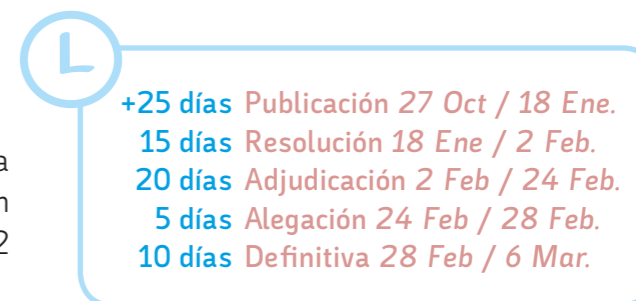 +25 días Publicación 27 Oct / 18 Ene.
15 días Resolución 18 Ene / 2 Feb.
20 días Adjudicación 2 Feb / 24 Feb.
5 días Alegación 24 Feb / 28 Feb.
10 días Definitiva 28 Feb / 6 Mar.
a
n
2